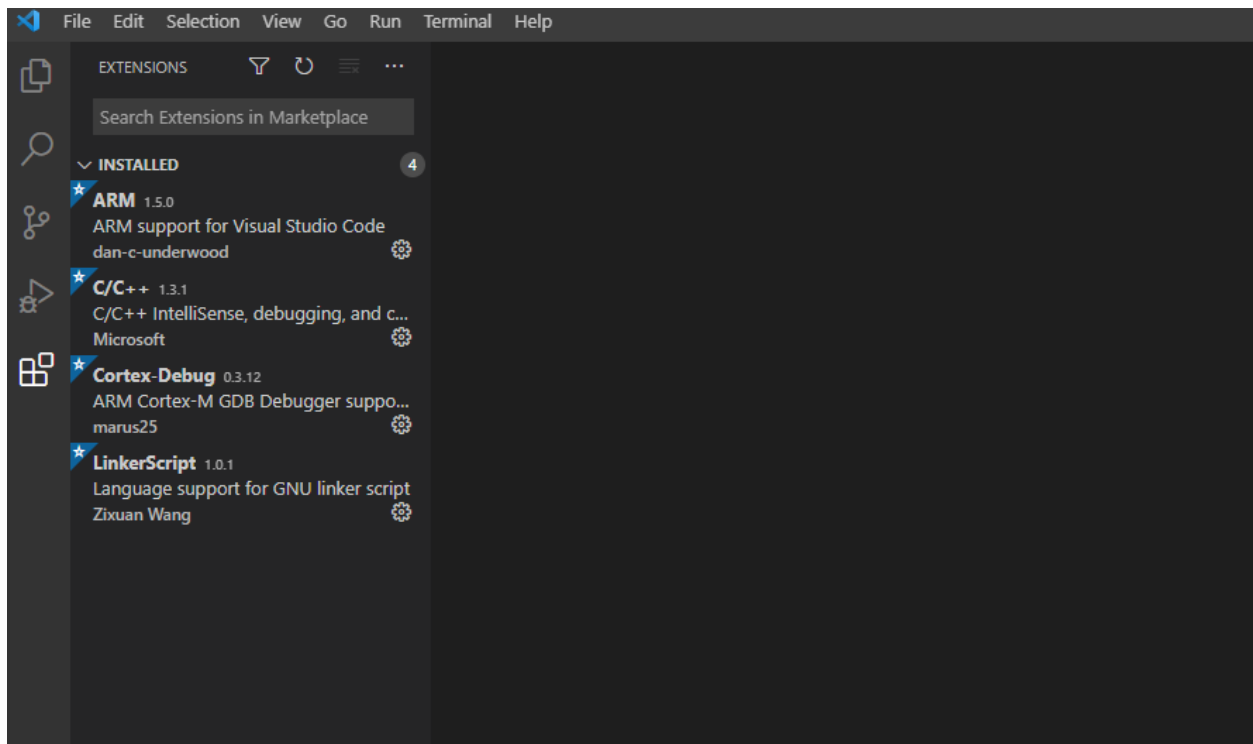 File Edit Selection View Go Run Terminal Help
EXTENSIONS
Search Extensions in Marketplace
INSTALLED 4
ARM 1.5.0
ARM support for Visual Studio Code
dan-c-underwood
C/C++ 1.3.1
C/C++ IntelliSense, debugging, and c...
Microsoft
Cortex-Debug 0.3.12
ARM Cortex-M GDB Debugger suppo...
marus25
LinkerScript 1.0.1
Language support for GNU linker script
Zixuan Wang